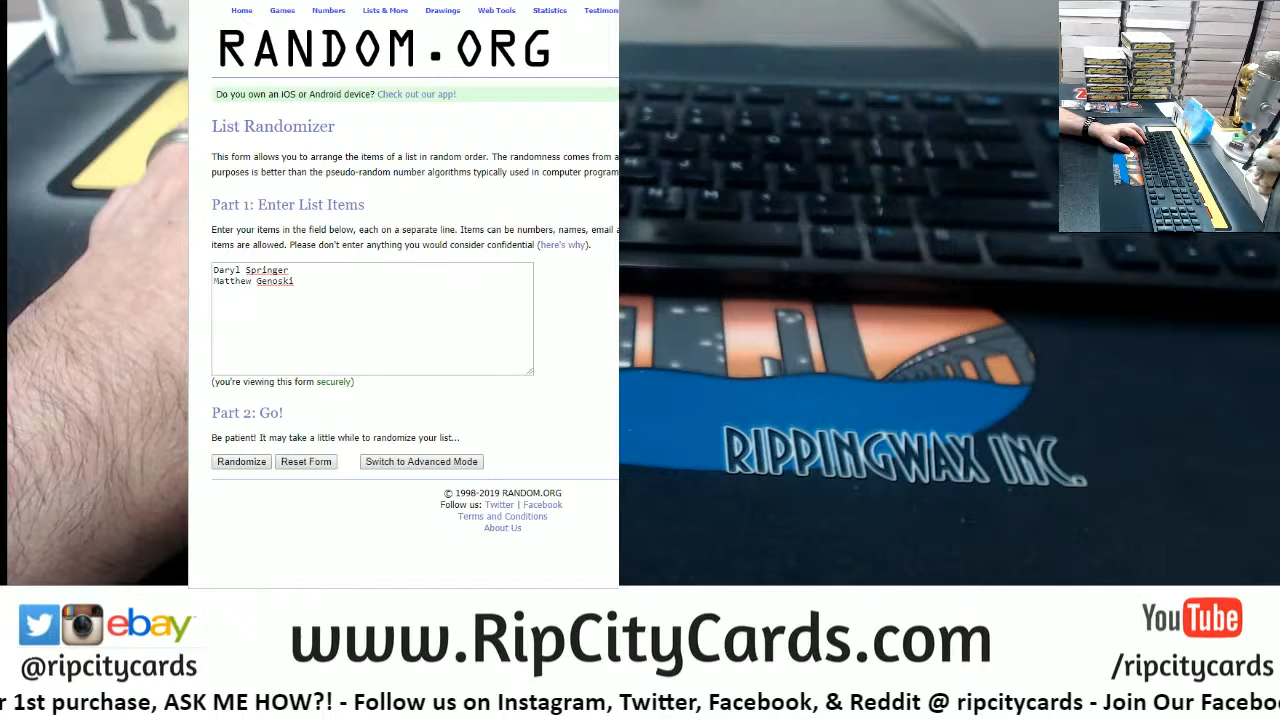 Home Games Numbers Lists & More Drawings Web Tools Statistics Testimon
RANDOM.ORG
Do you own an iOS or Android device? Check out our app!
List Randomizer
This form allows you to arrange the items of a list in random order. The randomness comes from a
purposes is better than the pseudo-random number algorithms typically used in computer program
Part 1: Enter List Items
Enter your items in the field below, each on a separate line. Items can be numbers, names, email a
items are allowed. Please don't enter anything you would consider confidential (here's why).
Daryl Springer
Matthew Genoski
(you're viewing this form securely)
Part 2: Go!
Be patient! It may take a little while to randomize your list...
Randomize Reset Form Switch to Advanced Mode
© 1998-2019 RANDOM.ORG
Follow us: Twitter | Facebook
Terms and Conditions
About Us
RIPPINGWAX INC.
ebay
@ripcitycards
www.RipCityCards.com
YouTube
/ripcitycards
r 1st purchase, ASK ME HOW?! - Follow us on Instagram, Twitter, Facebook, & Reddit @ ripcitycards - Join Our Facebo